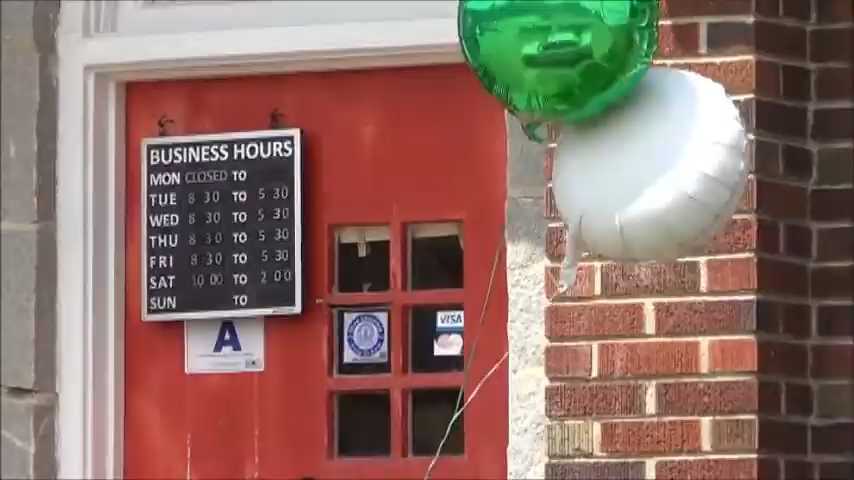 BUSINESS HOURS
MON CLOSED TO
TUE 8 30 TO 5 30
WED 8 30 TO 5 30
THU 8 30 TO 5 30
FRI 8 30 TO 5 30
SAT 10 00 TO 2 00
SUN TO
A
VISA